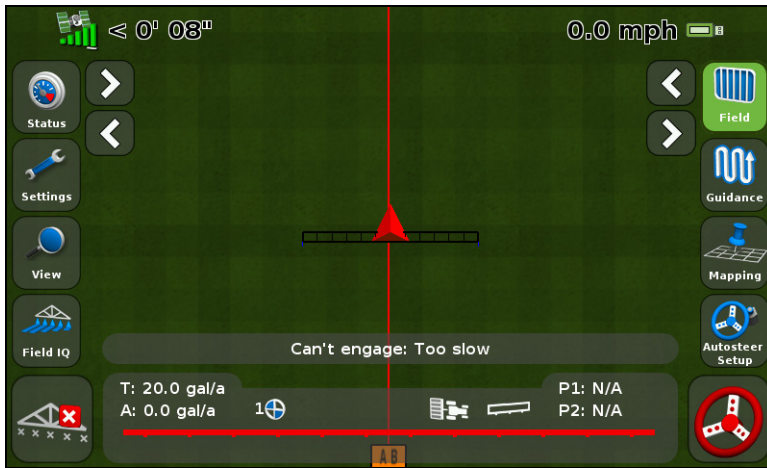 < 0' 08"
0.0 mph
Status
Field
Settings
Guidance
View
Mapping
Field IQ
Autosteer
Setup
Can't engage: Too slow
T: 20.0 gal/a
A: 0.0 gal/a
1
P1: N/A
P2: N/A
AB